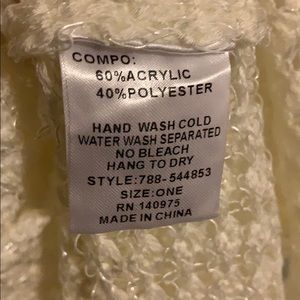 COMPO:
60%ACRYLIC
40%POLYESTER
HAND WASH COLD
WATER WASH SEPARATED
NO BLEACH
HANG TO DRY
STYLE:788-544853
SIZE:ONE
RN 140975
MADE IN CHINA